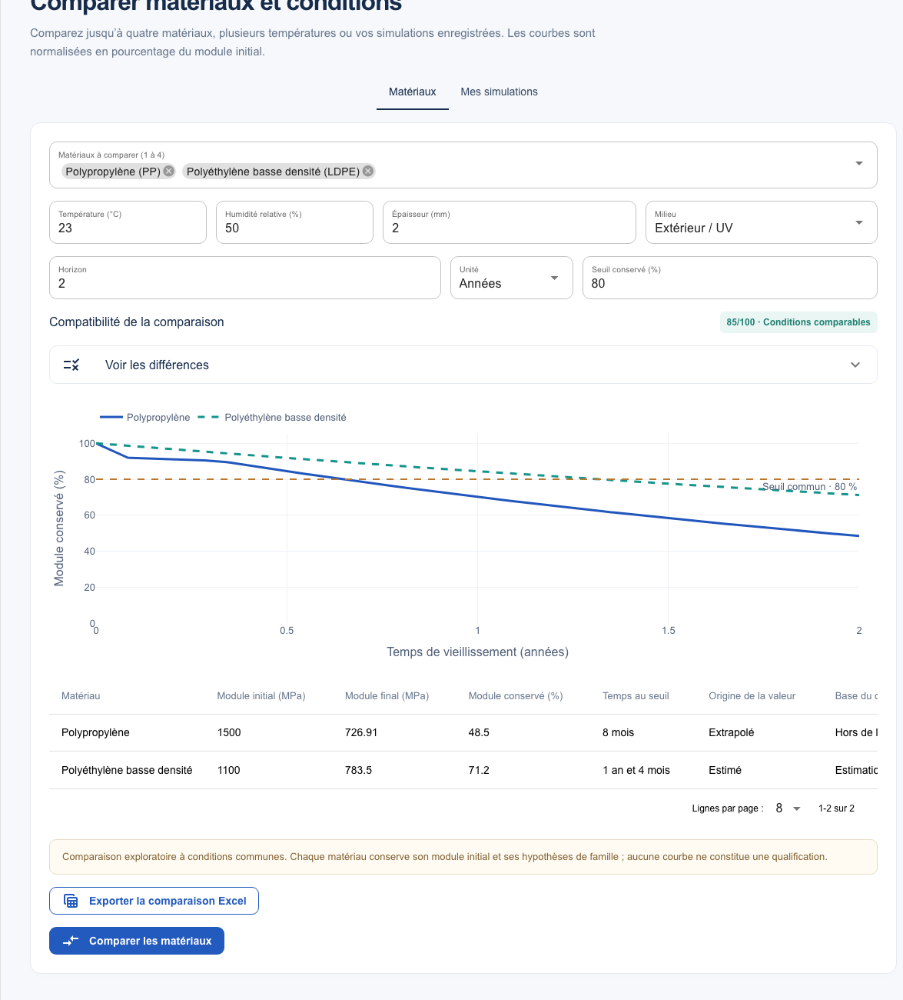 Comparer matériaux et conditions
Comparez jusqu'à quatre matériaux, plusieurs températures ou vos simulations enregistrées. Les courbes sont
normalisées en pourcentage du module initial.
Matériaux
Mes simulations
Matériaux à comparer (1 à 4)
Polypropylène (PP)
Polyéthylène basse densité (LDPE)
Température (°C)
23
Humidité relative (%)
50
Épaisseur (mm)
2
Milieu
Extérieur / UV
Horizon
2
Unité
Années
Seuil conservé (%)
80
Compatibilité de la comparaison
85/100 · Conditions comparables
Voir les différences
Polypropylène
Polyéthylène basse densité
Module conservé (%)
100
80
60
40
20
0
Seuil commun · 80 %
0
0.5
1
1.5
2
Temps de vieillissement (années)
Matériau Module initial (MPa) Module final (MPa) Module conservé (%) Temps au seuil Origine de la valeur Base du
Polypropylène 1500 726.91 48.5 8 mois Extrapolé Hors de
Polyéthylène basse densité 1100 783.5 71.2 1 an et 4 mois Estimé Estimatic
Lignes par page : 8 1-2 sur 2
Comparaison exploratoire à conditions communes. Chaque matériau conserve son module initial et ses hypothèses de famille ; aucune courbe ne constitue une qualification.
Exporter la comparaison Excel
Comparer les matériaux